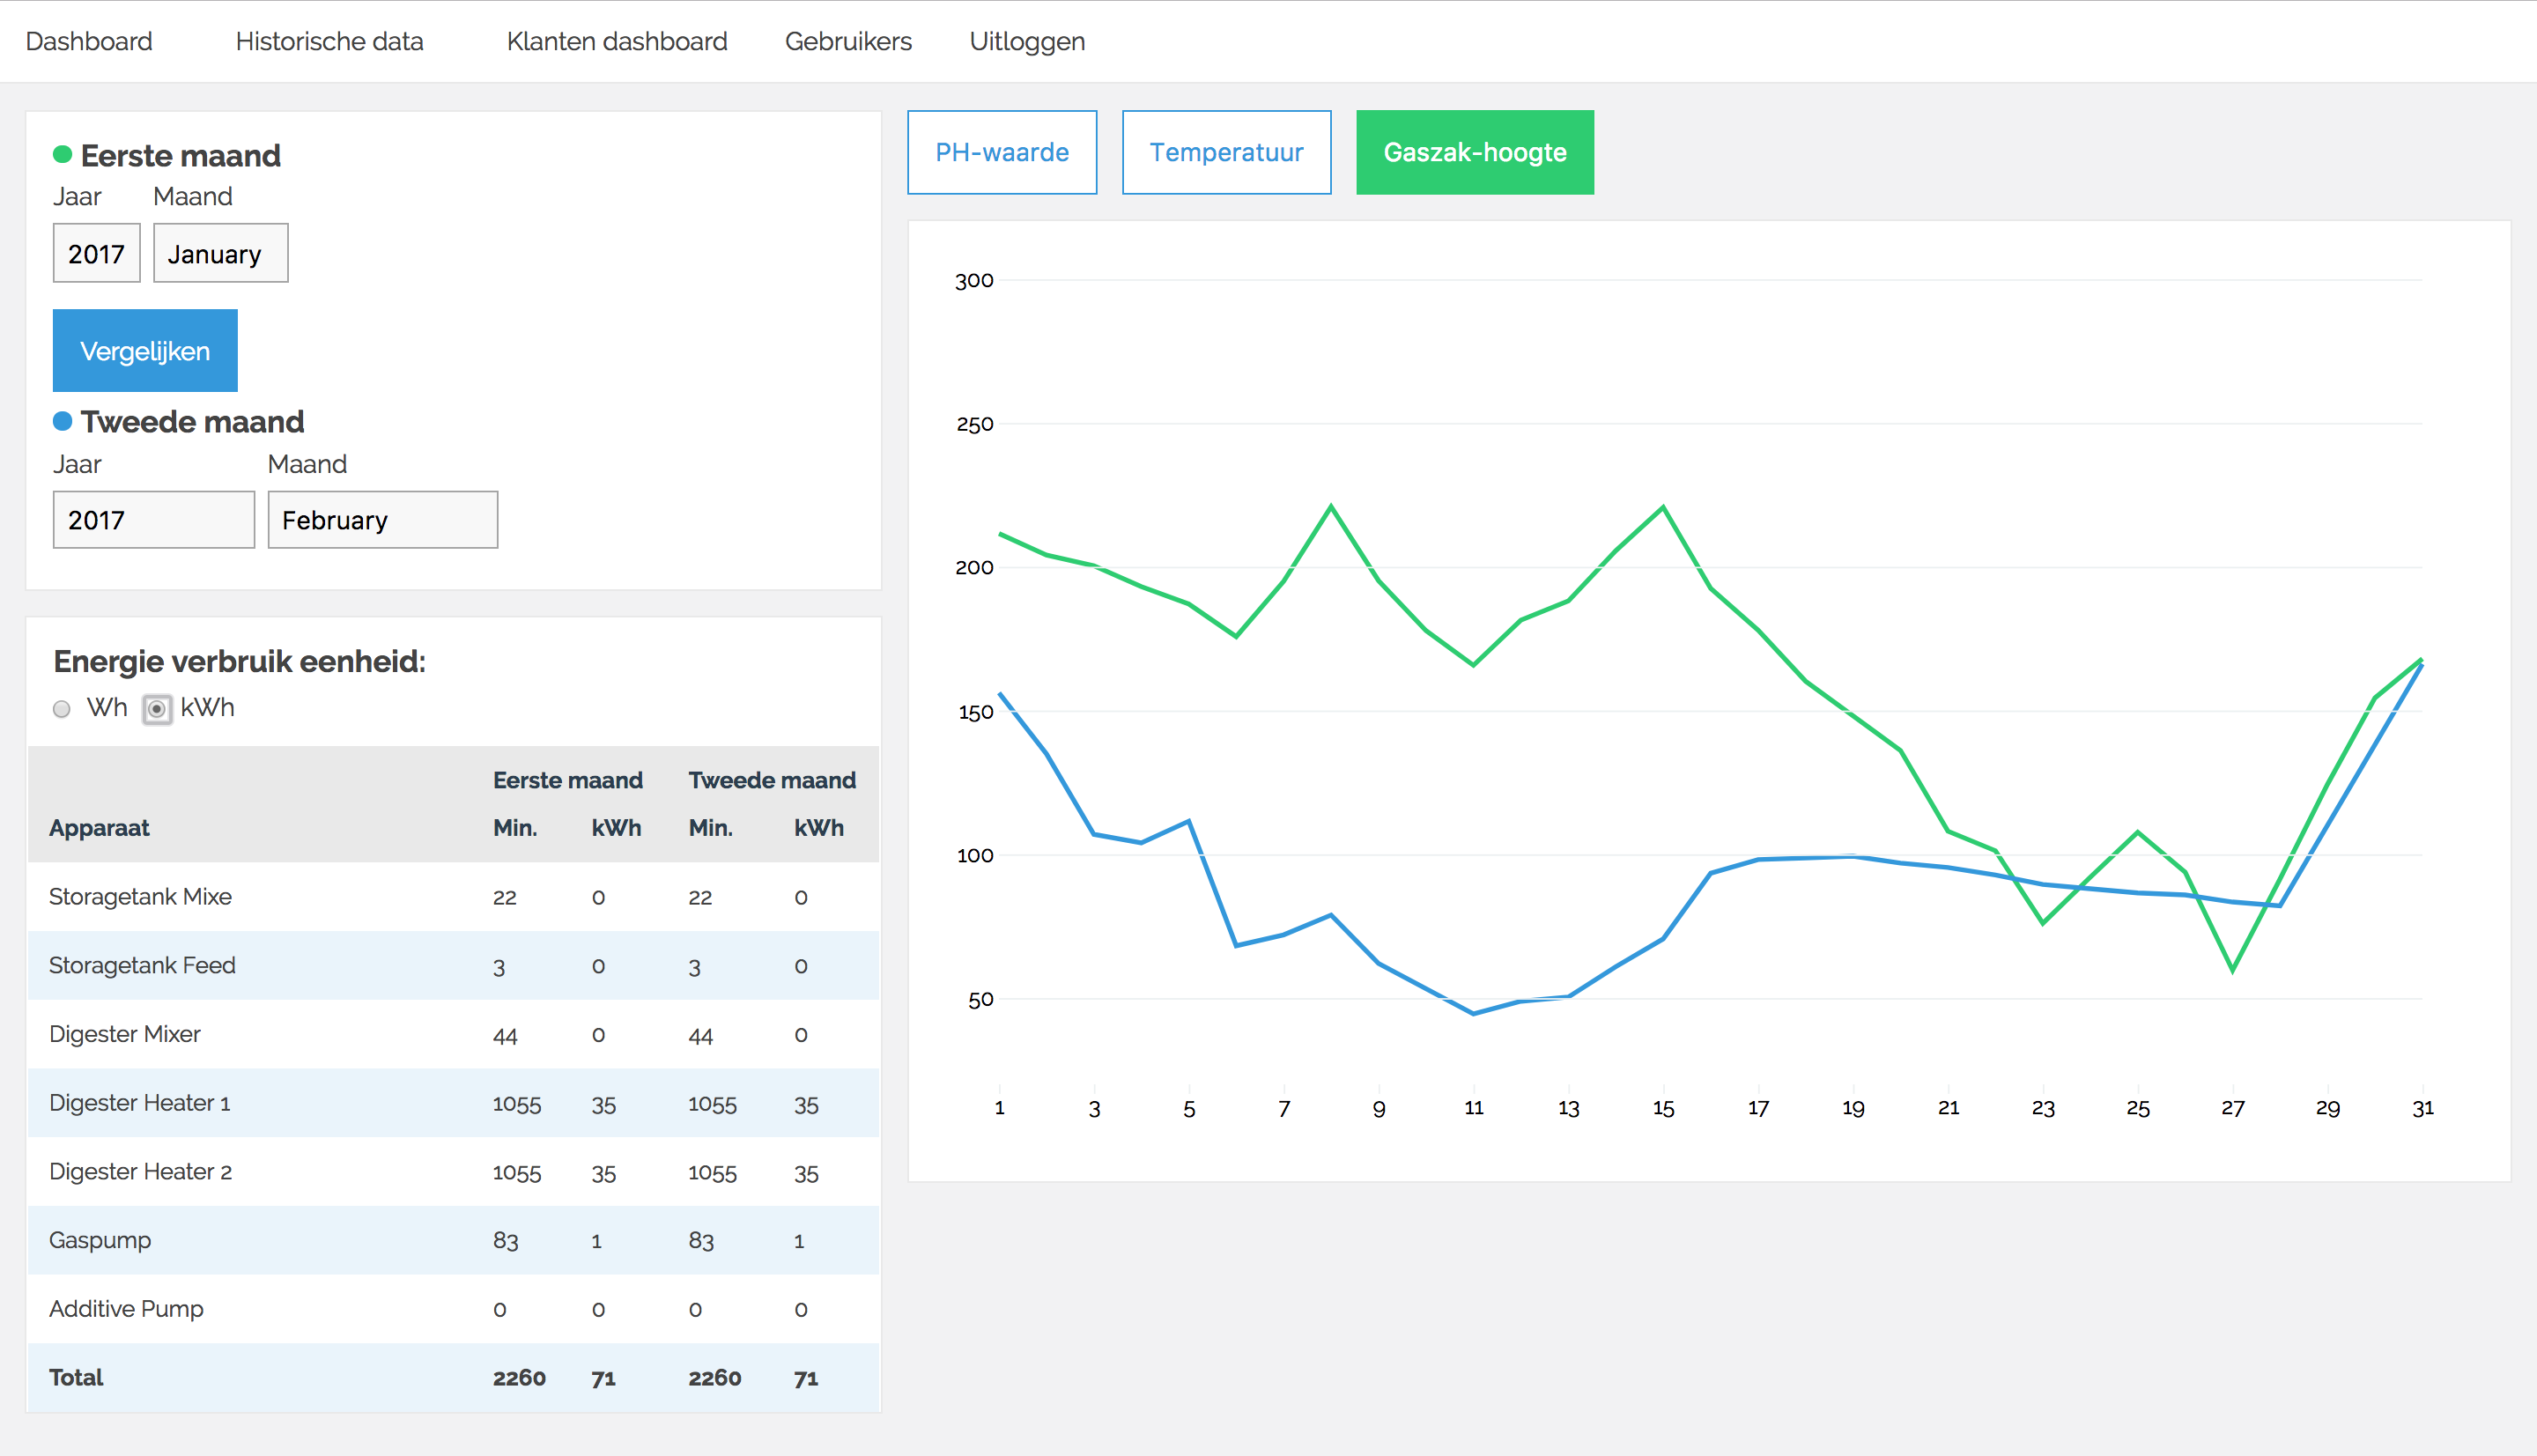 Dashboard Historische data Klanten dashboard Gebruikers Uitloggen
Eerste maand
Jaar Maand
2017 January
Vergelijken
Tweede maand
Jaar Maand
2017 February
Energie verbruik eenheid:
Wh kWh
Eerste maand Tweede maand
Apparaat Min. kWh Min. kWh
Storagetank Mixe 22 0 22 0
Storagetank Feed 3 0 3 0
Digester Mixer 44 0 44 0
Digester Heater 1 1055 35 1055 35
Digester Heater 2 1055 35 1055 35
Gaspump 83 1 83 1
Additive Pump 0 0 0 0
Total 2260 71 2260 71
PH-waarde Temperatuur Gaszak-hoogte
300
250
200
150
100
50
1 3 5 7 9 11 13 15 17 19 21 23 25 27 29 31